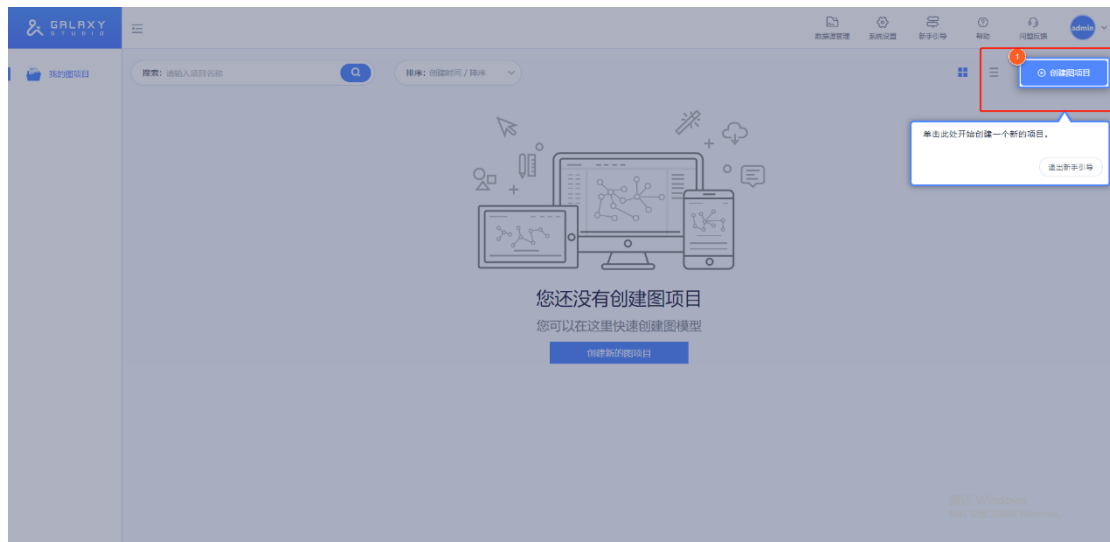 GALAXY
STUDIO
数据源管理
系统设置
新手引导
帮助
问题反馈
admin
我的图项目
搜索: 请输入项目名称
排序: 创建时间 / 降序
1
创建图项目
单击此处开始创建一个新的项目。
退出新手引导
您还没有创建图项目
您可以在这里快速创建图模型
创建新的图项目
激活 Windows